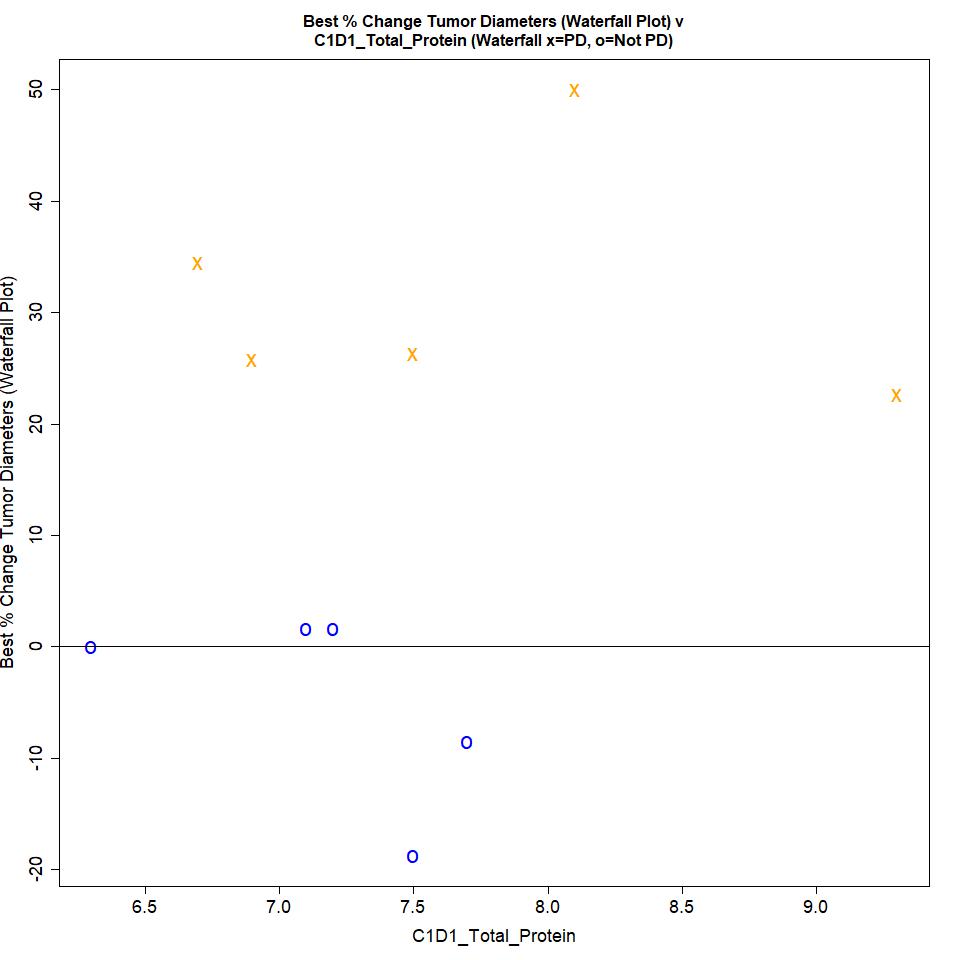 Best % Change Tumor Diameters (Waterfall Plot) v
C1D1_Total_Protein (Waterfall x=PD, o=Not PD)
Best % Change Tumor Diameters (Waterfall Plot)
50
40
30
20
10
0
-10
-20
X
X
X
X
X
O
O
O
O
O
6.5 7.0 7.5 8.0 8.5 9.0
C1D1_Total_Protein